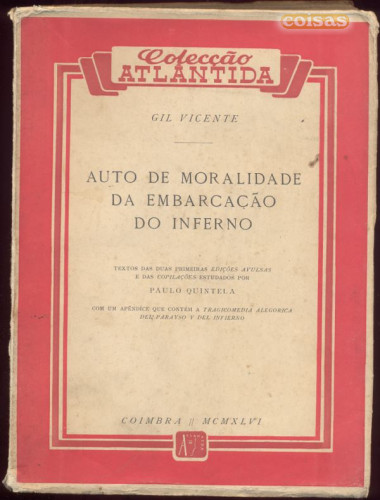 coisas
Colecção
ATLÂNTIDA
GIL VICENTE
AUTO DE MORALIDADE
DA EMBARCAÇÃO
DO INFERNO
TEXTOS DAS DUAS PRIMEIRAS EDIÇÕES AVULSAS
E DAS COPILAÇÕES ESTUDADOS POR
PAULO QUINTELA
COM UM APÊNDICE QUE CONTÉM A TRAGICOMEDIA ALEGORICA
DEL PARAYSO Y DEL INFIERNO
COIMBRA || MCMXLVI